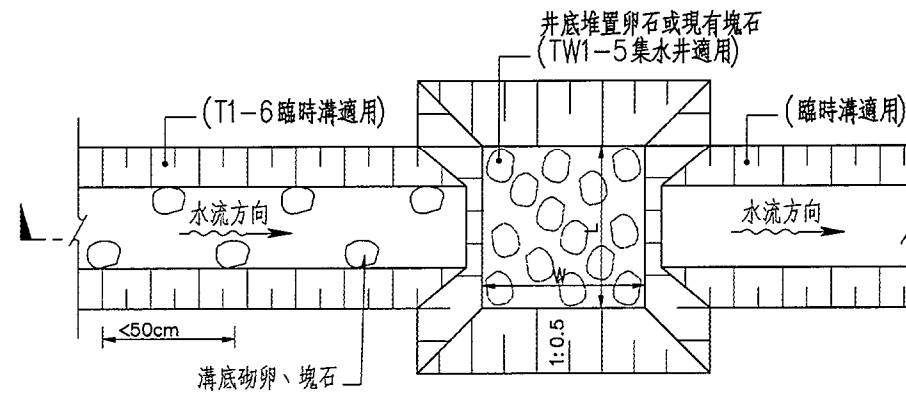 井底堆置卵石或現有塊石
(TW1-5集水井適用)
(T1-6臨時溝適用)
(臨時溝適用)
水流方向
水流方向
L
W
<50cm
1:0.5
溝底砌卵、塊石